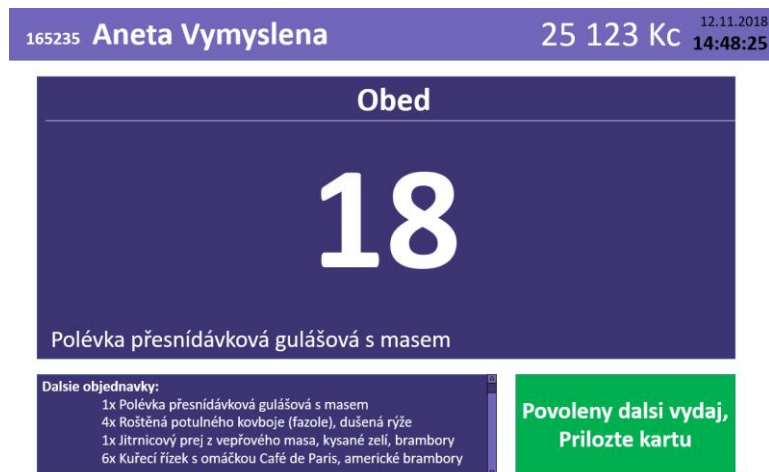 165235 Aneta Vymyslena 25 123 Kc 12.11.2018
14:48:25
Obed
18
Polévka přesnídávková gulášová s masem
Dalsie objednavky:
1x Polévka přesnídávková gulášová s masem
4x Roštěná potulného kovboje (fazole), dušená rýže
1x Jitrnicový prej z vepřového masa, kysané zelí, brambory
6x Kuřecí řízek s omáčkou Café de Paris, americké brambory
Povoleny dalsi vydaj,
Prilozte kartu